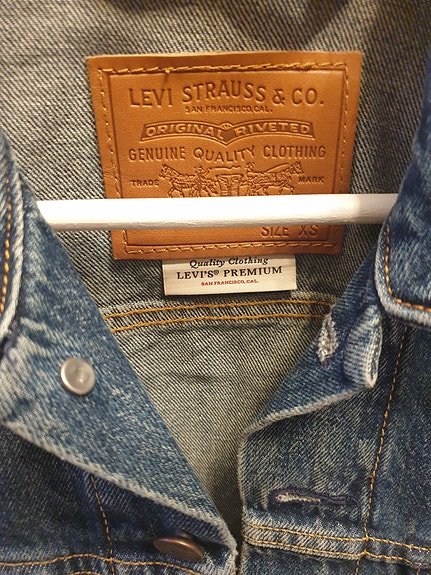 LEVI STRAUSS & CO.
SAN FRANCISCO, CAL.
ORIGINAL RIVETED
GENUINE QUALITY CLOTHING
TRADE MARK
SIZE XS
Quality Clothing
LEVI'S® PREMIUM
SAN FRANCISCO, CAL.